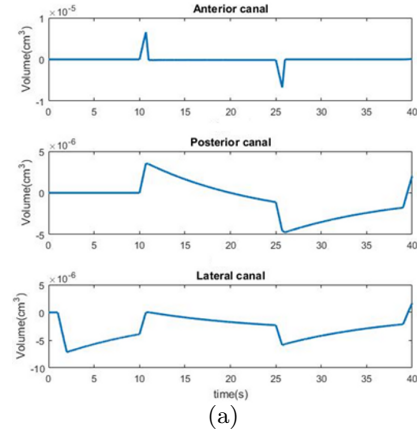 Anterior canal
×10⁻⁵
1
0
-1
Volume(cm³)
0 5 10 15 20 25 30 35 40
Posterior canal
×10⁻⁶
5
0
-5
Volume(cm³)
0 5 10 15 20 25 30 35 40
Lateral canal
×10⁻⁶
5
0
-5
-10
Volume(cm³)
0 5 10 15 20 25 30 35 40
time(s)
(a)